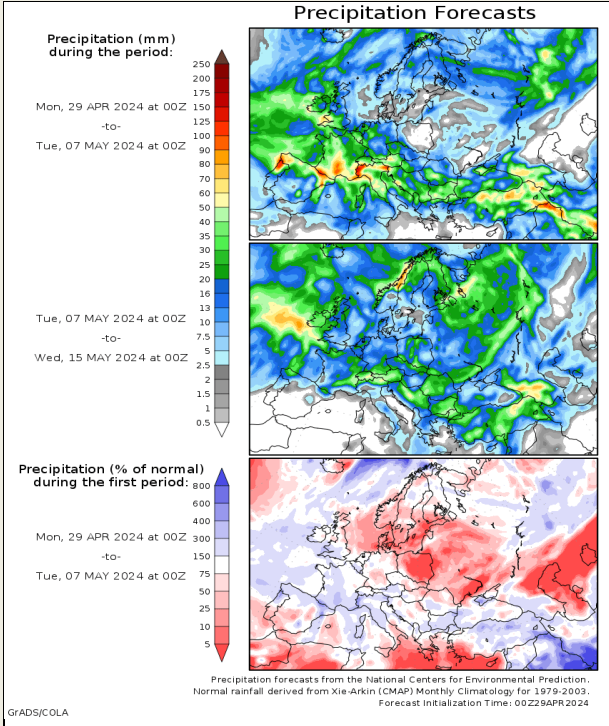 Precipitation Forecasts
Precipitation (mm)
during the period:
Mon, 29 APR 2024 at 00Z
-to-
Tue, 07 MAY 2024 at 00Z
250
200
175
150
125
100
90
80
70
60
50
40
35
30
25
20
16
13
10
7.5
5
2.5
2
1.5
1
0.5
Tue, 07 MAY 2024 at 00Z
-to-
Wed, 15 MAY 2024 at 00Z
Precipitation (% of normal)
during the first period:
Mon, 29 APR 2024 at 00Z
-to-
Tue, 07 MAY 2024 at 00Z
800
600
400
300
150
75
50
25
10
5
Precipitation forecasts from the National Centers for Environmental Prediction.
Normal rainfall derived from Xie-Arkin (CMAP) Monthly Climatology for 1979-2003.
Forecast Initialization Time: 00Z29APR2024
GrADS/COLA